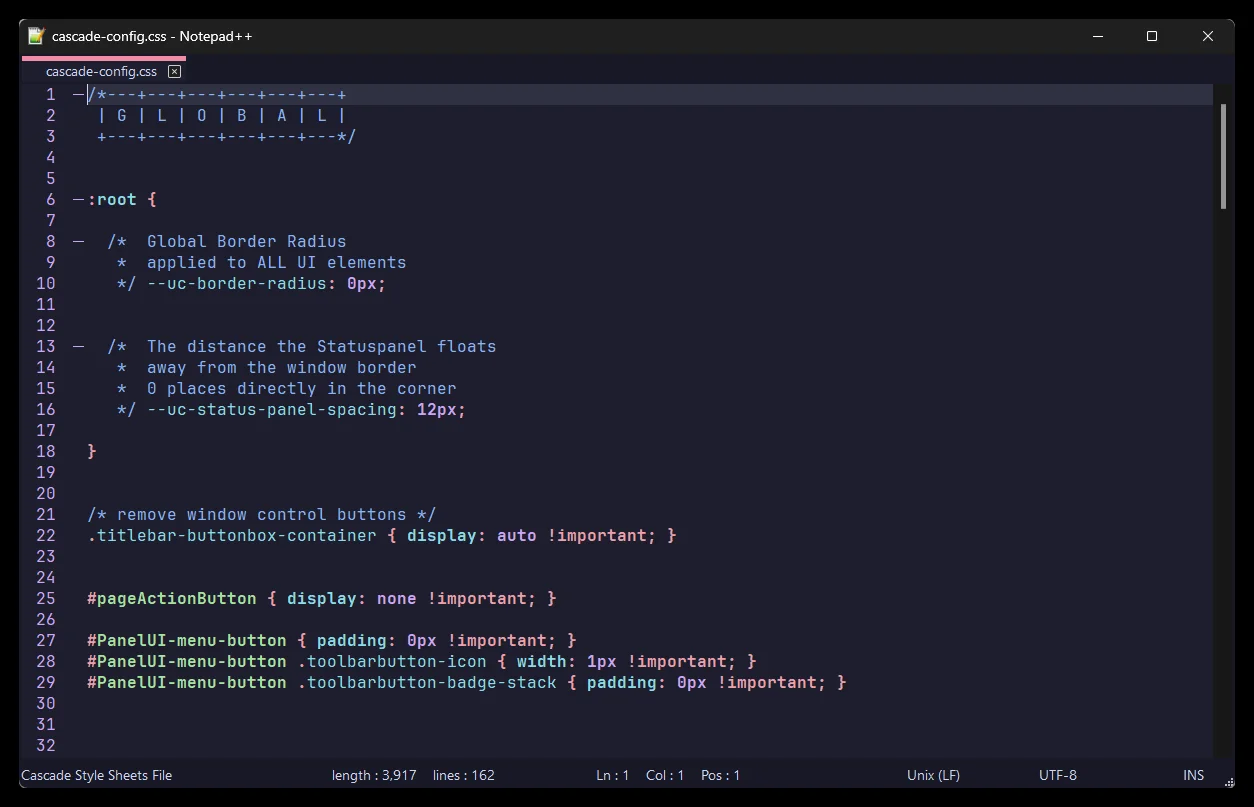 cascade-config.css - Notepad++
cascade-config.css
1 /*---+---+---+---+---+---+
2 | G | L | O | B | A | L |
3 +---+---+---+---+---+---*/
4
5
6 :root {
7
8 /*  Global Border Radius
9 *  applied to ALL UI elements
10 */ --uc-border-radius: 0px;
11
12
13 /*  The distance the Statuspanel floats
14 *  away from the window border
15 *  0 places directly in the corner
16 */ --uc-status-panel-spacing: 12px;
17
18 }
19
20
21 /* remove window control buttons */
22 .titlebar-buttonbox-container { display: auto !important; }
23
24
25 #pageActionButton { display: none !important; }
26
27 #PanelUI-menu-button { padding: 0px !important; }
28 #PanelUI-menu-button .toolbarbutton-icon { width: 1px !important; }
29 #PanelUI-menu-button .toolbarbutton-badge-stack { padding: 0px !important; }
30
31
32
Cascade Style Sheets File length : 3,917 lines : 162 Ln : 1 Col : 1 Pos : 1 Unix (LF) UTF-8 INS